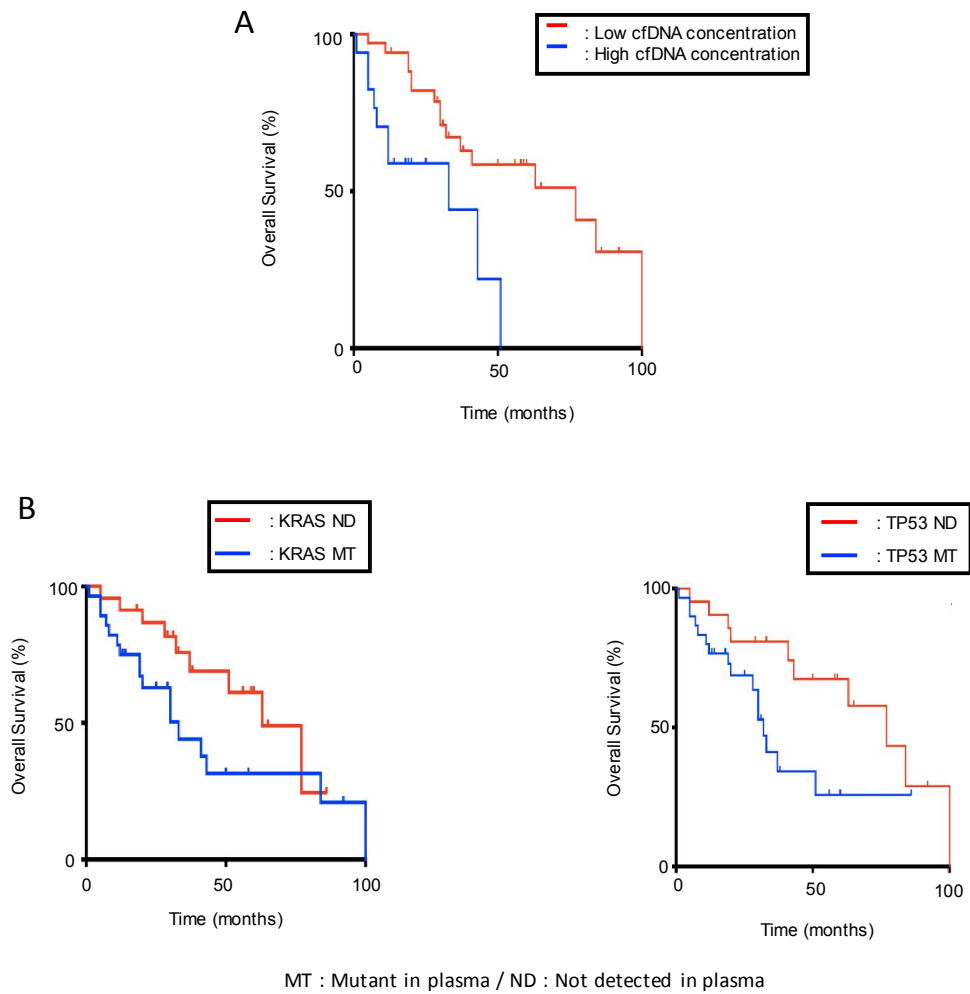 A
: Low cfDNA concentration
: High cfDNA concentration
100
50
0
Overall Survival (%)
0 50 100
Time (months)
B
: KRAS ND
: KRAS MT
100
50
0
Overall Survival (%)
0 50 100
Time (months)
: TP53 ND
: TP53 MT
100
50
0
Overall Survival (%)
0 50 100
Time (months)
MT : Mutant in plasma / ND : Not detected in plasma